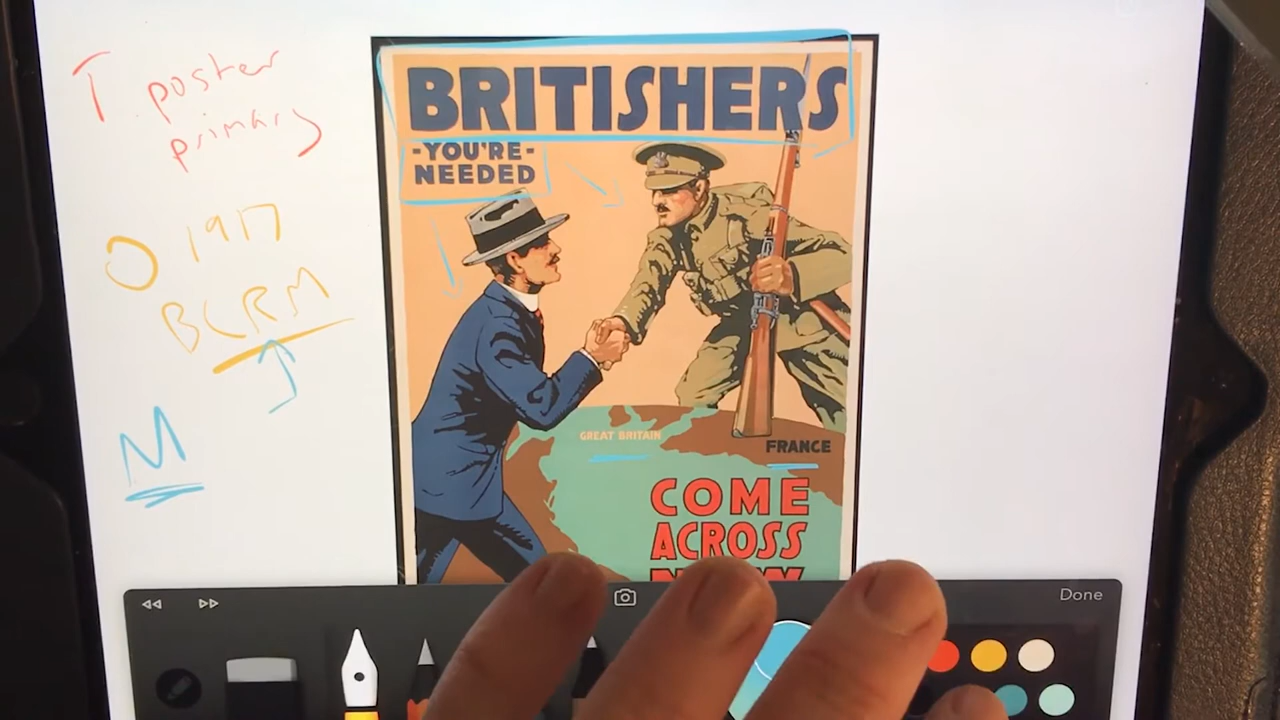 T poster
primary
O 1917
BCRM
M
BRITISHERS
-YOU'RE-
NEEDED
GREAT BRITAIN
FRANCE
COME
ACROSS
Done